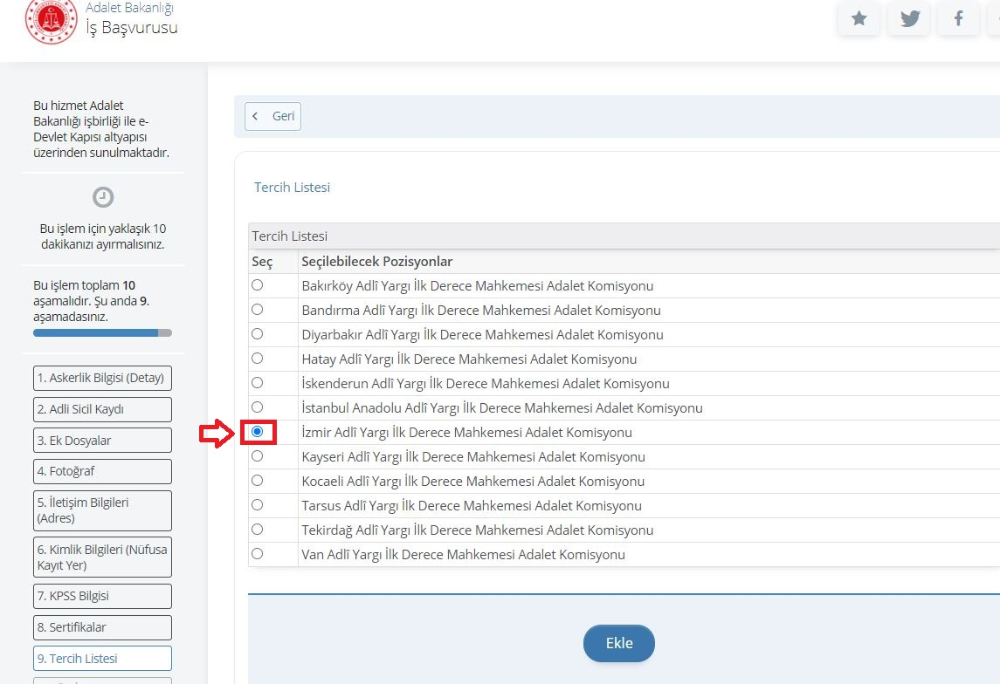 Adalet Bakanlığı
İş Başvurusu
Bu hizmet Adalet
Bakanlığı işbirliği ile e-
Devlet Kapısı altyapısı
üzerinden sunulmaktadır.
Bu işlem için yaklaşık 10
dakikanızı ayırmalısınız.
Bu işlem toplam 10
aşamalıdır. Şu anda 9.
aşamadasınız.
1. Askerlik Bilgisi (Detay)
2. Adli Sicil Kaydı
3. Ek Dosyalar
4. Fotoğraf
5. İletişim Bilgileri
(Adres)
6. Kimlik Bilgileri (Nüfusa
Kayıt Yer)
7. KPSS Bilgisi
8. Sertifikalar
9. Tercih Listesi
Geri
Tercih Listesi
Tercih Listesi
Seç Seçilebilecek Pozisyonlar
Bakırköy Adlî Yargı İlk Derece Mahkemesi Adalet Komisyonu
Bandırma Adlî Yargı İlk Derece Mahkemesi Adalet Komisyonu
Diyarbakır Adlî Yargı İlk Derece Mahkemesi Adalet Komisyonu
Hatay Adlî Yargı İlk Derece Mahkemesi Adalet Komisyonu
İskenderun Adlî Yargı İlk Derece Mahkemesi Adalet Komisyonu
İstanbul Anadolu Adlî Yargı İlk Derece Mahkemesi Adalet Komisyonu
İzmir Adlî Yargı İlk Derece Mahkemesi Adalet Komisyonu
Kayseri Adlî Yargı İlk Derece Mahkemesi Adalet Komisyonu
Kocaeli Adlî Yargı İlk Derece Mahkemesi Adalet Komisyonu
Tarsus Adlî Yargı İlk Derece Mahkemesi Adalet Komisyonu
Tekirdağ Adlî Yargı İlk Derece Mahkemesi Adalet Komisyonu
Van Adlî Yargı İlk Derece Mahkemesi Adalet Komisyonu
Ekle